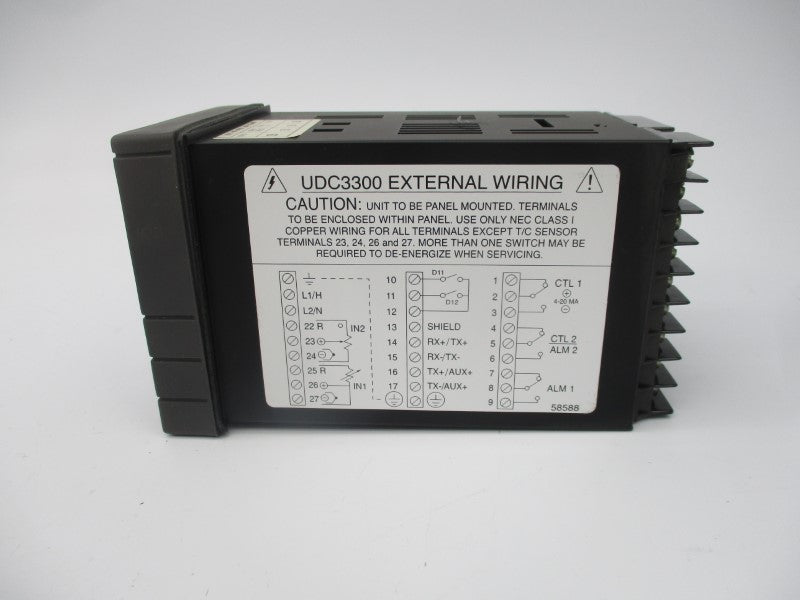 UDC3300 EXTERNAL WIRING
CAUTION: UNIT TO BE PANEL MOUNTED. TERMINALS
TO BE ENCLOSED WITHIN PANEL. USE ONLY NEC CLASS I
COPPER WIRING FOR ALL TERMINALS EXCEPT T/C SENSOR
TERMINALS 23, 24, 26 and 27. MORE THAN ONE SWITCH MAY BE
REQUIRED TO DE-ENERGIZE WHEN SERVICING.
L1/H
L2/N
22 R
IN2
23
24
25 R
26
IN1
27
10
D11
11
D12
12
13 SHIELD
14 RX+/TX+
15 RX-/TX-
16 TX+/AUX+
17 TX-/AUX+
1
CTL 1
2
4-20 MA
3
4
CTL 2
5
ALM 2
6
7
8 ALM 1
9
58588